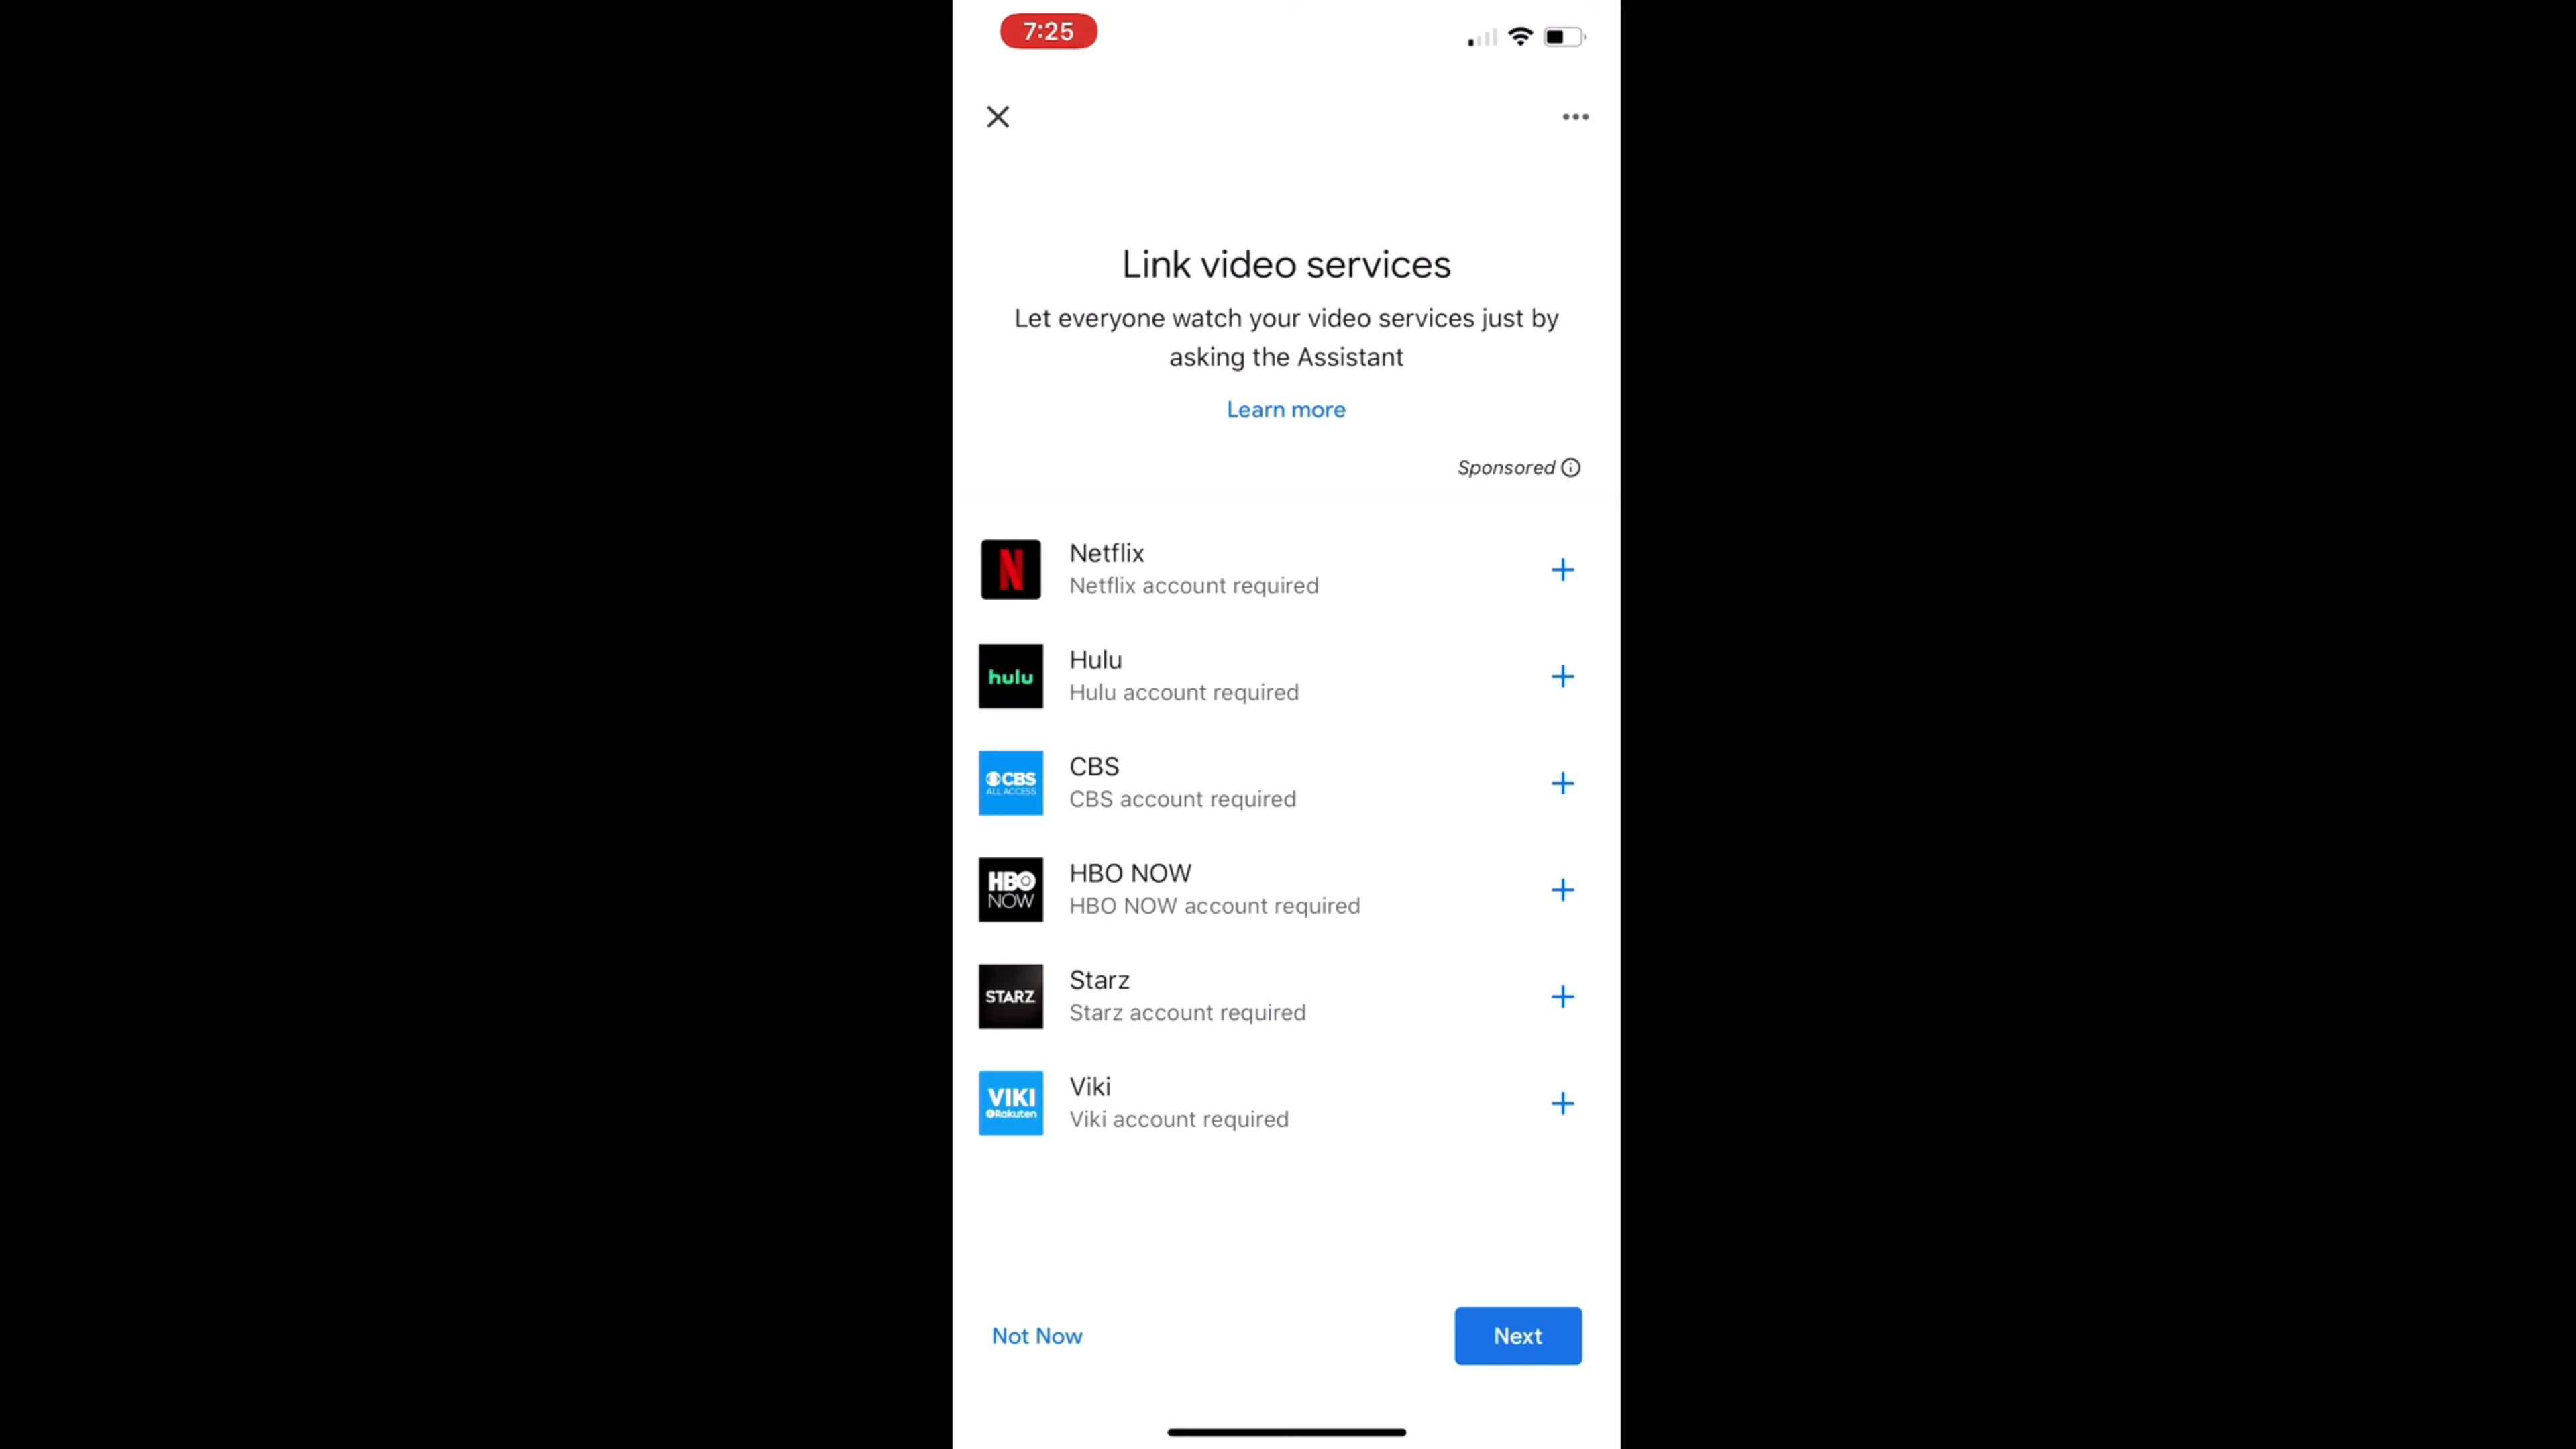 7:25
Link video services
Let everyone watch your video services just by
asking the Assistant
Learn more
Sponsored
N
Netflix
Netflix account required
hulu
Hulu
Hulu account required
CBS
ALL ACCESS
CBS
CBS account required
HBO
NOW
HBO NOW
HBO NOW account required
STARZ
Starz
Starz account required
VIKI
Rakuten
Viki
Viki account required
Not Now
Next